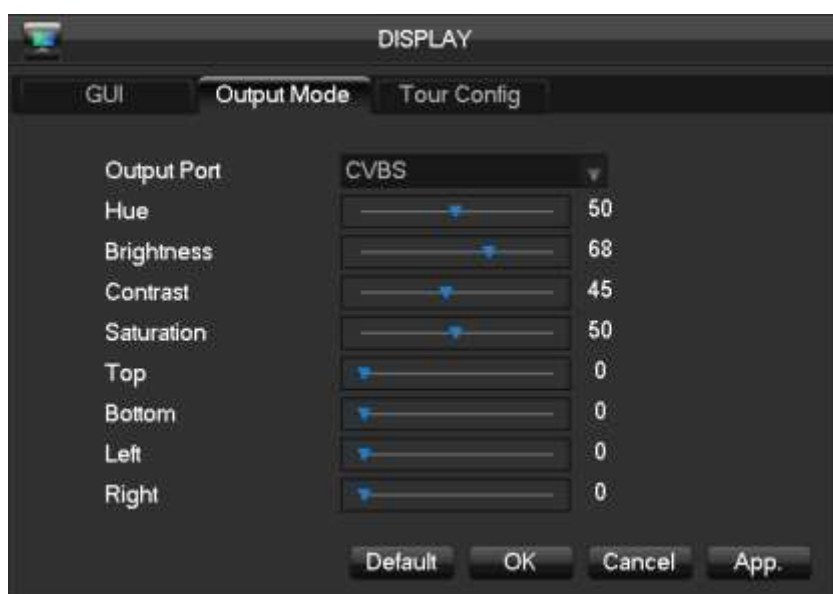 DISPLAY
GUI Output Mode Tour Config
Output Port CVBS
Hue 50
Brightness 68
Contrast 45
Saturation 50
Top 0
Bottom 0
Left 0
Right 0
Default OK Cancel App.